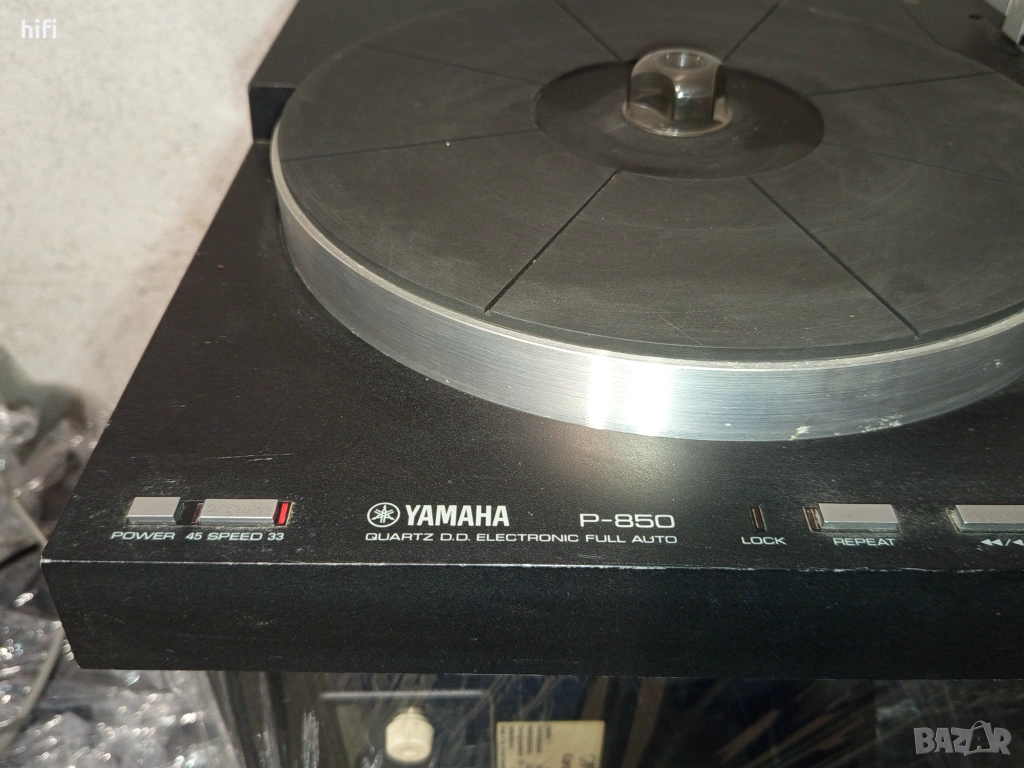 hifi
YAMAHA P-850
QUARTZ D.D. ELECTRONIC FULL AUTO
POWER 45 SPEED 33
LOCK
REPEAT
BAZAR